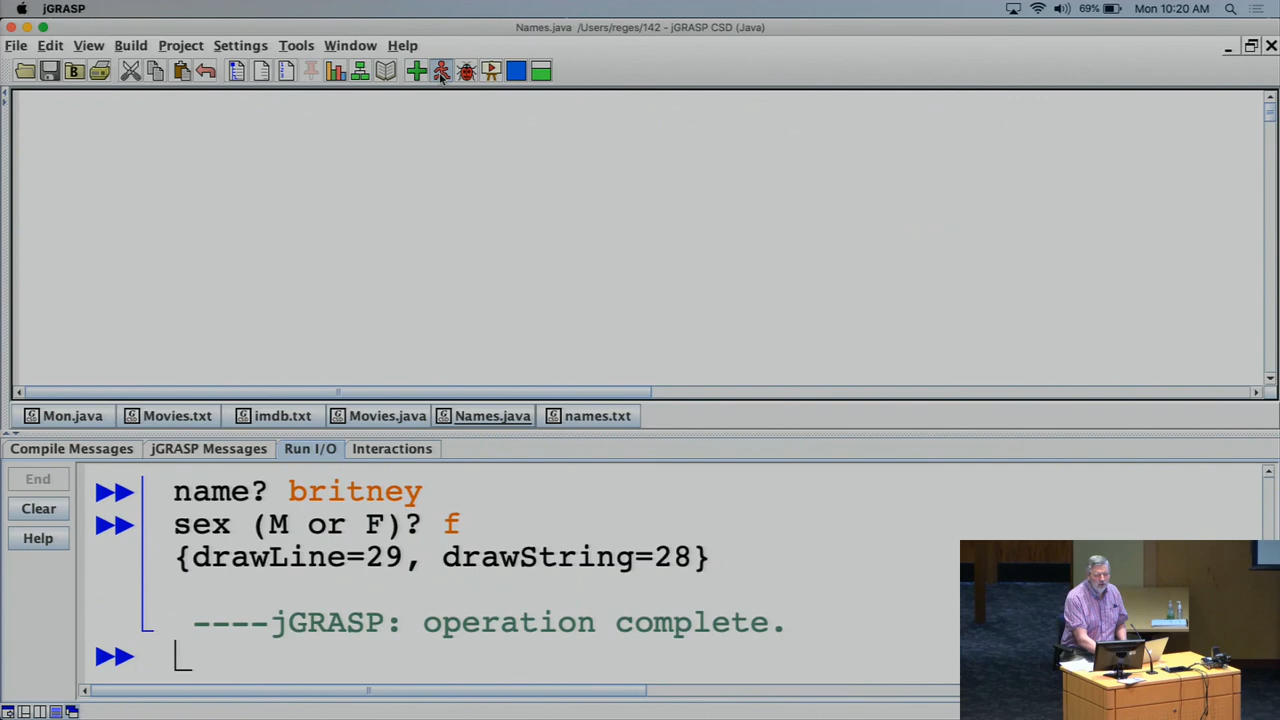 jGRASP
69%
Mon 10:20 AM
Names.java /Users/reges/142 - jGRASP CSD (Java)
File Edit View Build Project Settings Tools Window Help
Mon.java Movies.txt imdb.txt Movies.java Names.java names.txt
Compile Messages jGRASP Messages Run I/O Interactions
End
Clear
Help
name? britney
sex (M or F)? f
{drawLine=29, drawString=28}
----jGRASP: operation complete.